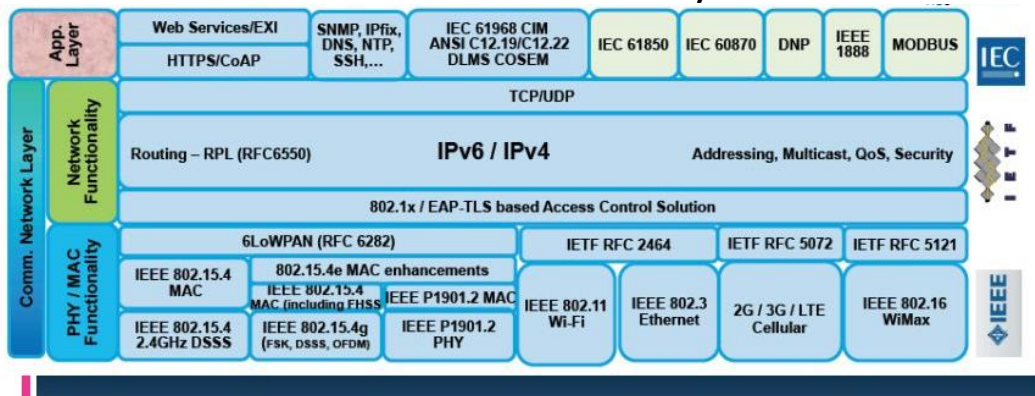 App.
Layer
Web Services/EXI
HTTPS/CoAP
SNMP, IPfix,
DNS, NTP,
SSH,...
IEC 61968 CIM
ANSI C12.19/C12.22
DLMS COSEM
IEC 61850
IEC 60870
DNP
IEEE
1888
MODBUS
IEC
Comm. Network Layer
Network
Functionality
TCP/UDP
Routing – RPL (RFC6550)
IPv6 / IPv4
Addressing, Multicast, QoS, Security
802.1x / EAP-TLS based Access Control Solution
I E T F
PHY / MAC
Functionality
6LoWPAN (RFC 6282)
IETF RFC 2464
IETF RFC 5072
IETF RFC 5121
IEEE 802.15.4
MAC
802.15.4e MAC enhancements
IEEE 802.15.4
MAC (including FHSS
IEEE P1901.2 MAC
IEEE 802.15.4
2.4GHz DSSS
IEEE 802.15.4g
(FSK, DSSS, OFDM)
IEEE P1901.2
PHY
IEEE 802.11
Wi-Fi
IEEE 802.3
Ethernet
2G / 3G / LTE
Cellular
IEEE 802.16
WiMax
IEEE